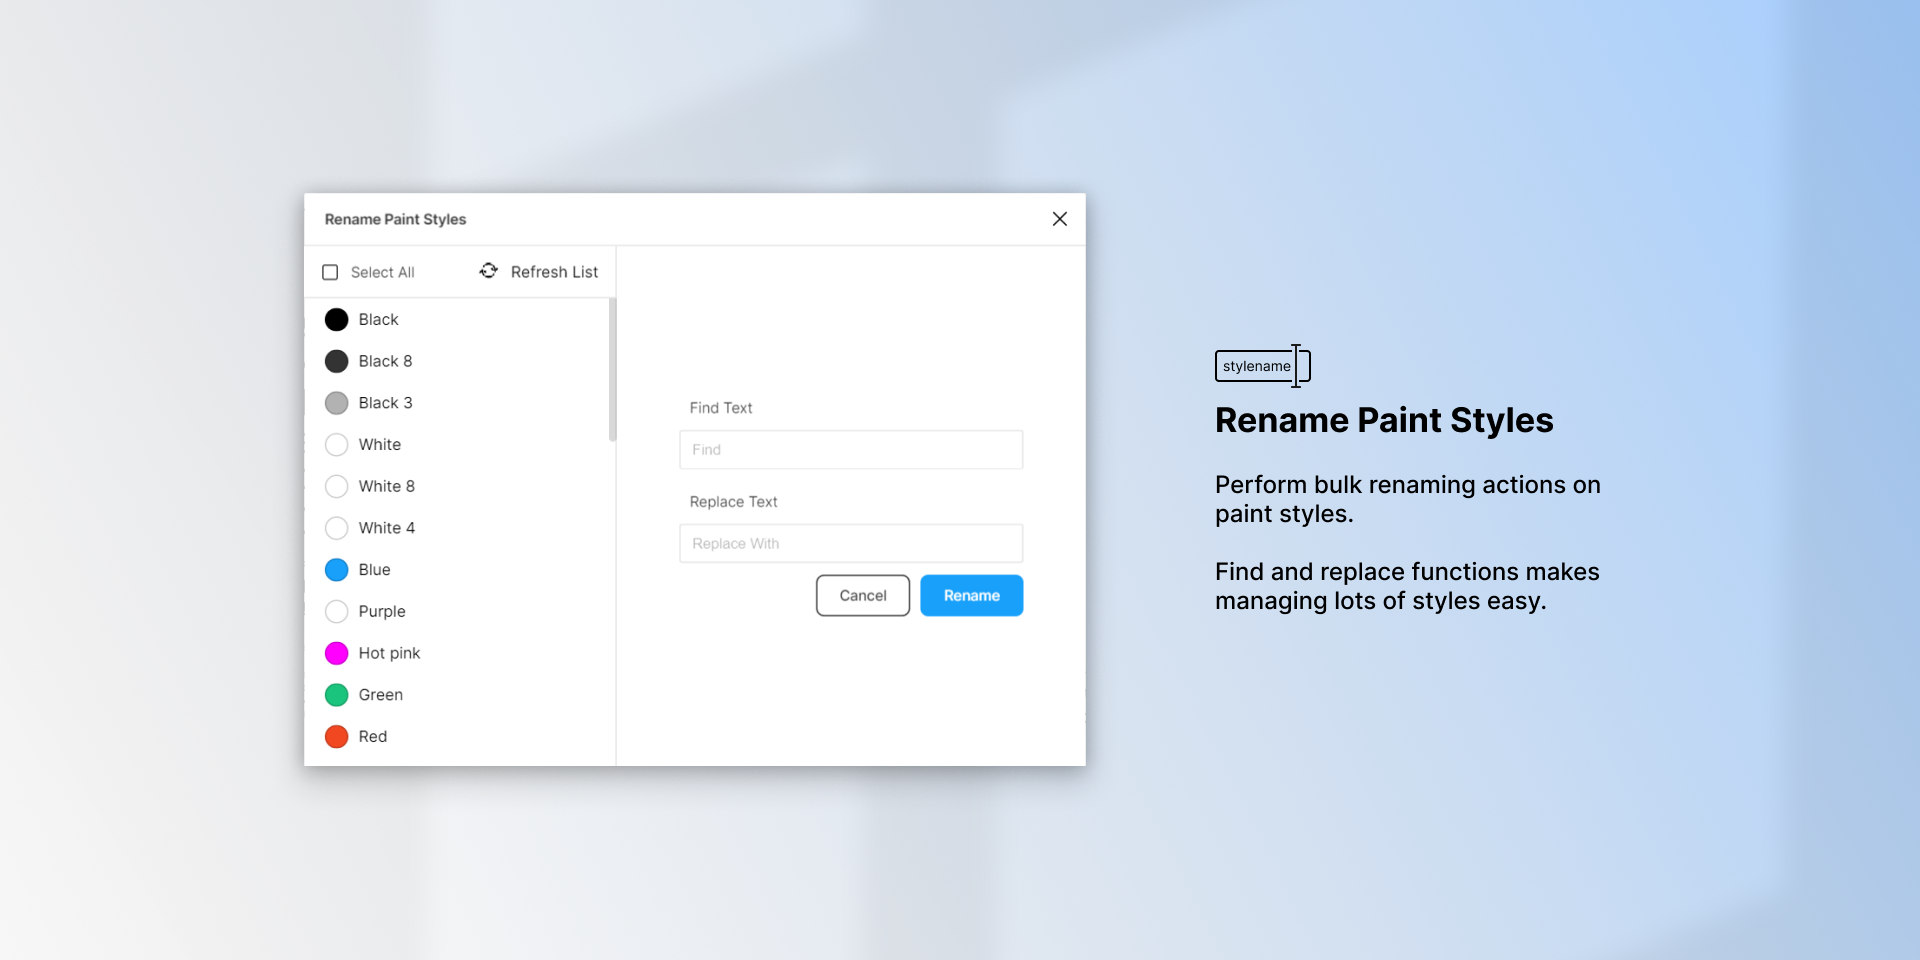 Rename Paint Styles
Select All
Refresh List
Black
Black 8
Black 3
White
White 8
White 4
Blue
Purple
Hot pink
Green
Red
Find Text
Find
Replace Text
Replace With
Cancel
Rename
stylename
Rename Paint Styles
Perform bulk renaming actions on
paint styles.
Find and replace functions makes
managing lots of styles easy.